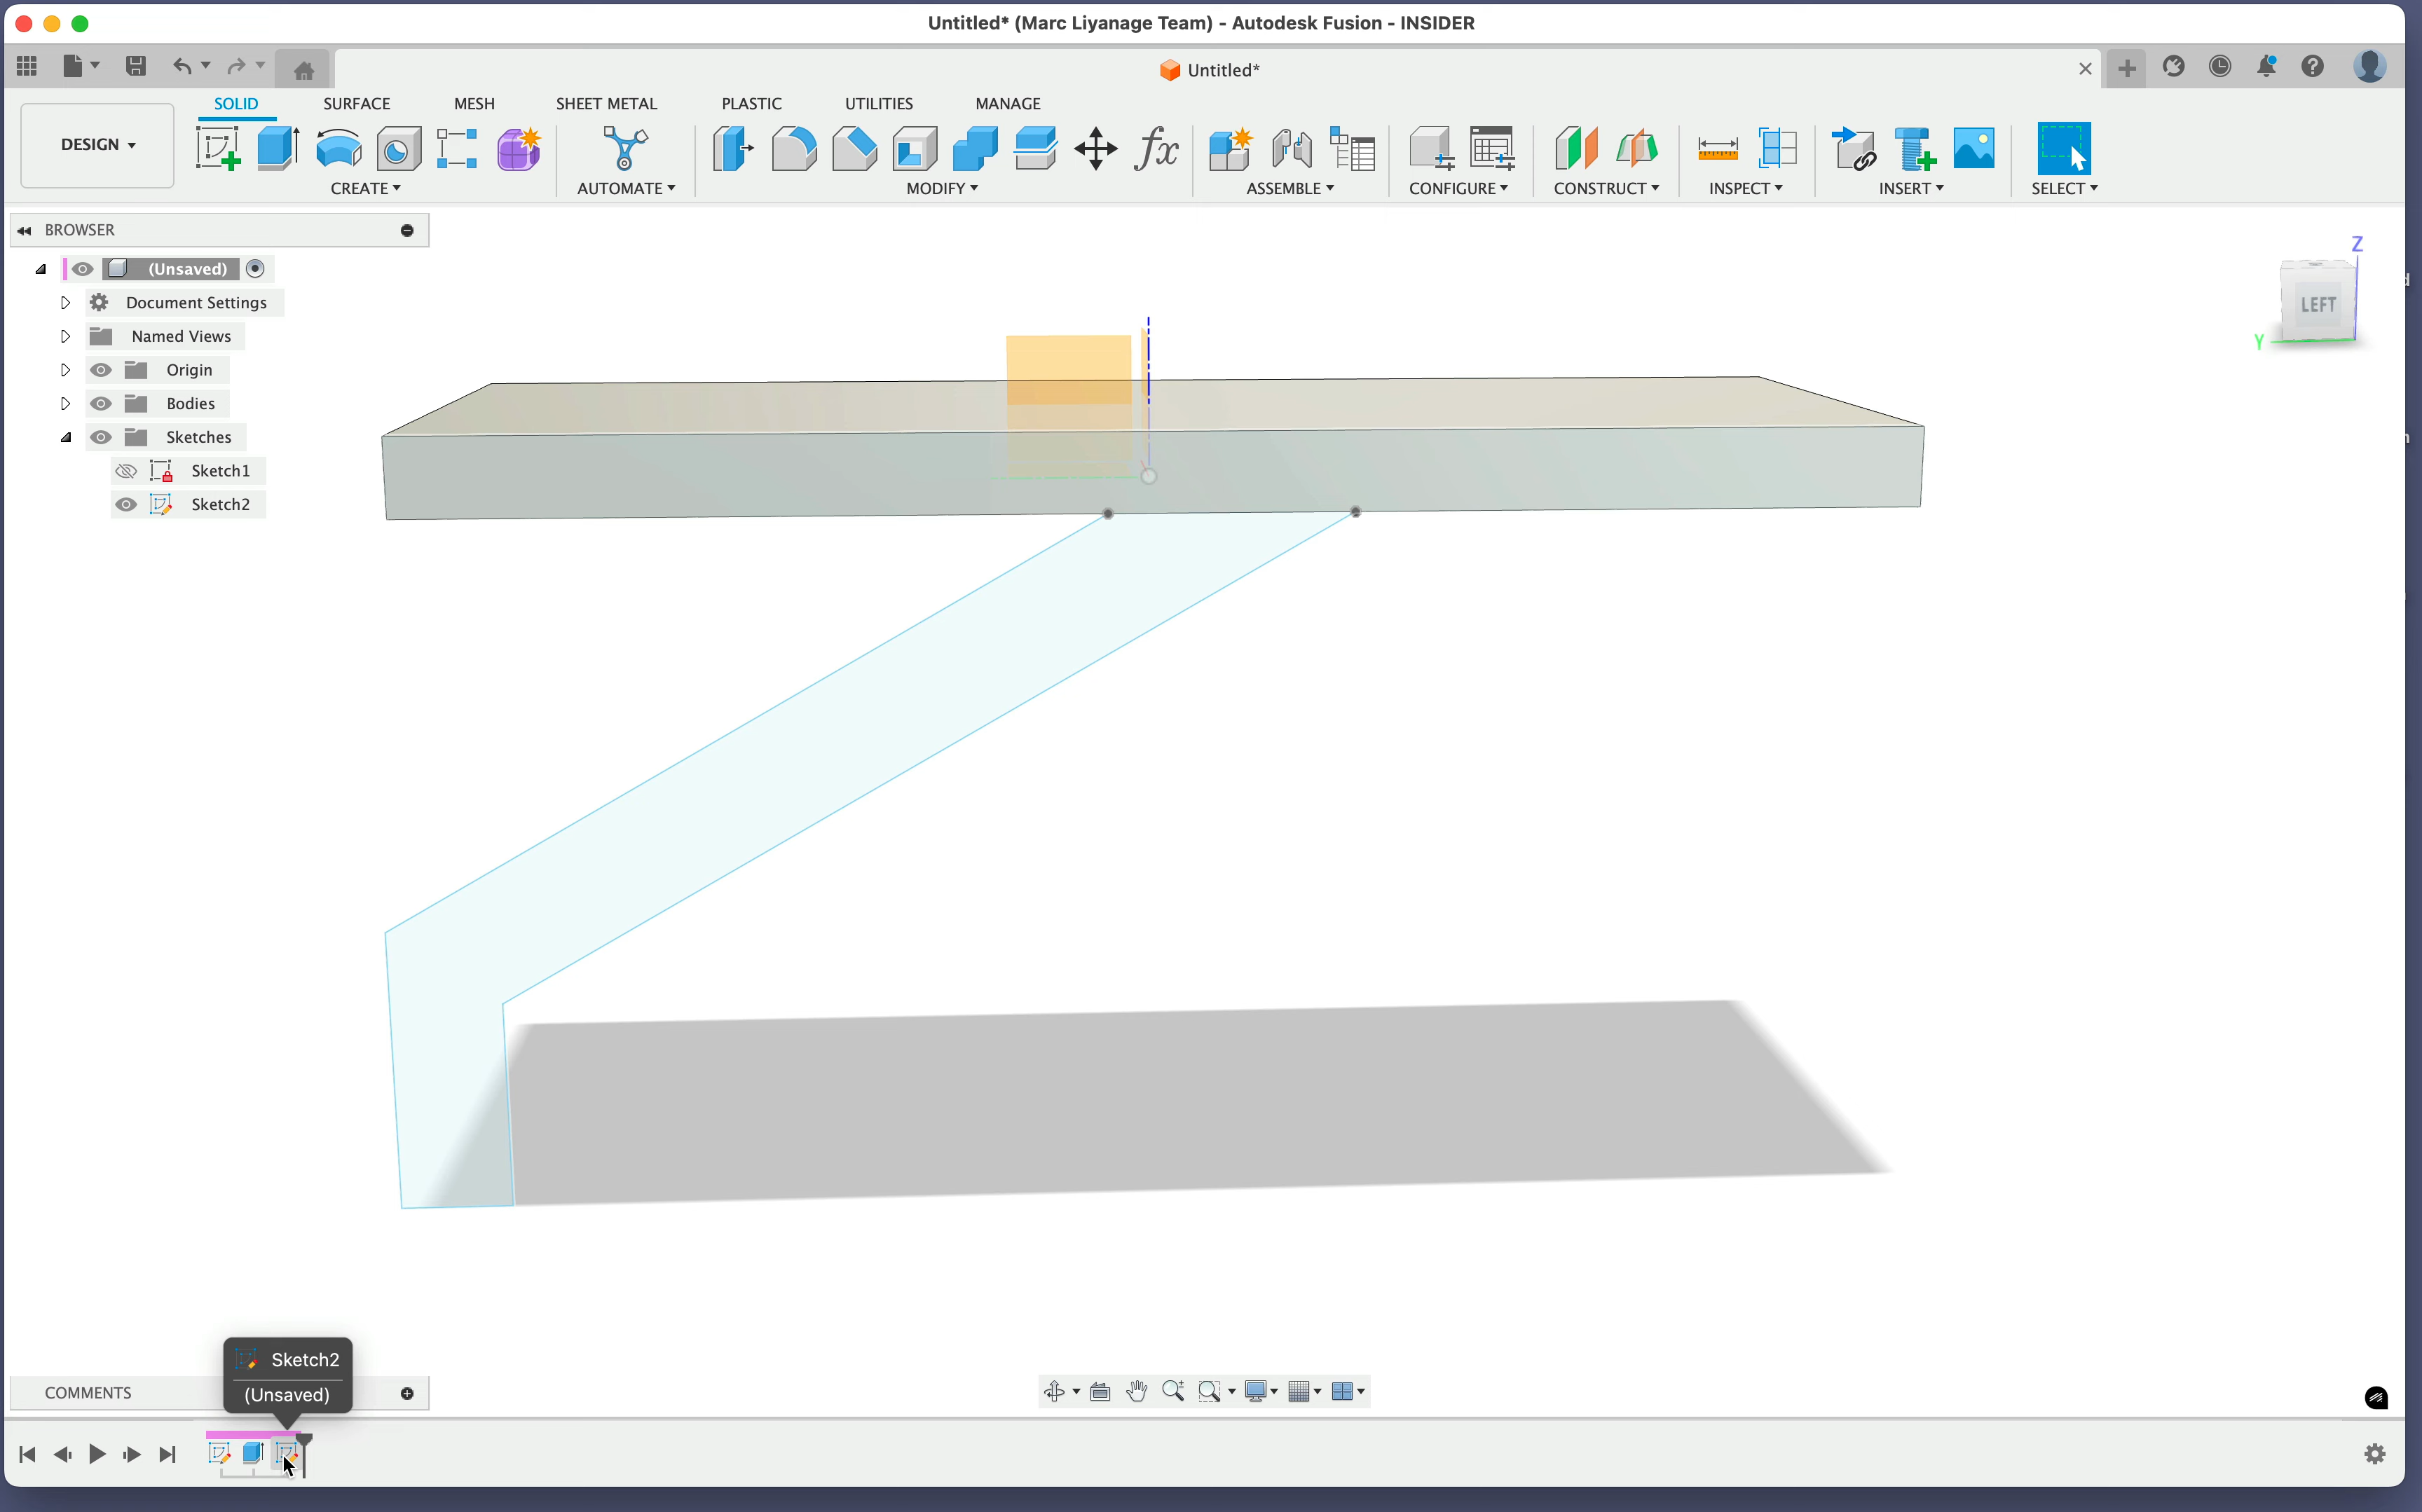 Untitled* (Marc Liyanage Team) - Autodesk Fusion - INSIDER
Untitled*
DESIGN
SOLID SURFACE MESH SHEET METAL PLASTIC UTILITIES MANAGE
CREATE AUTOMATE MODIFY ASSEMBLE CONFIGURE CONSTRUCT INSPECT INSERT SELECT
fx
BROWSER
(Unsaved)
Document Settings
Named Views
Origin
Bodies
Sketches
Sketch1
Sketch2
Z
LEFT
Y
Sketch2
(Unsaved)
COMMENTS